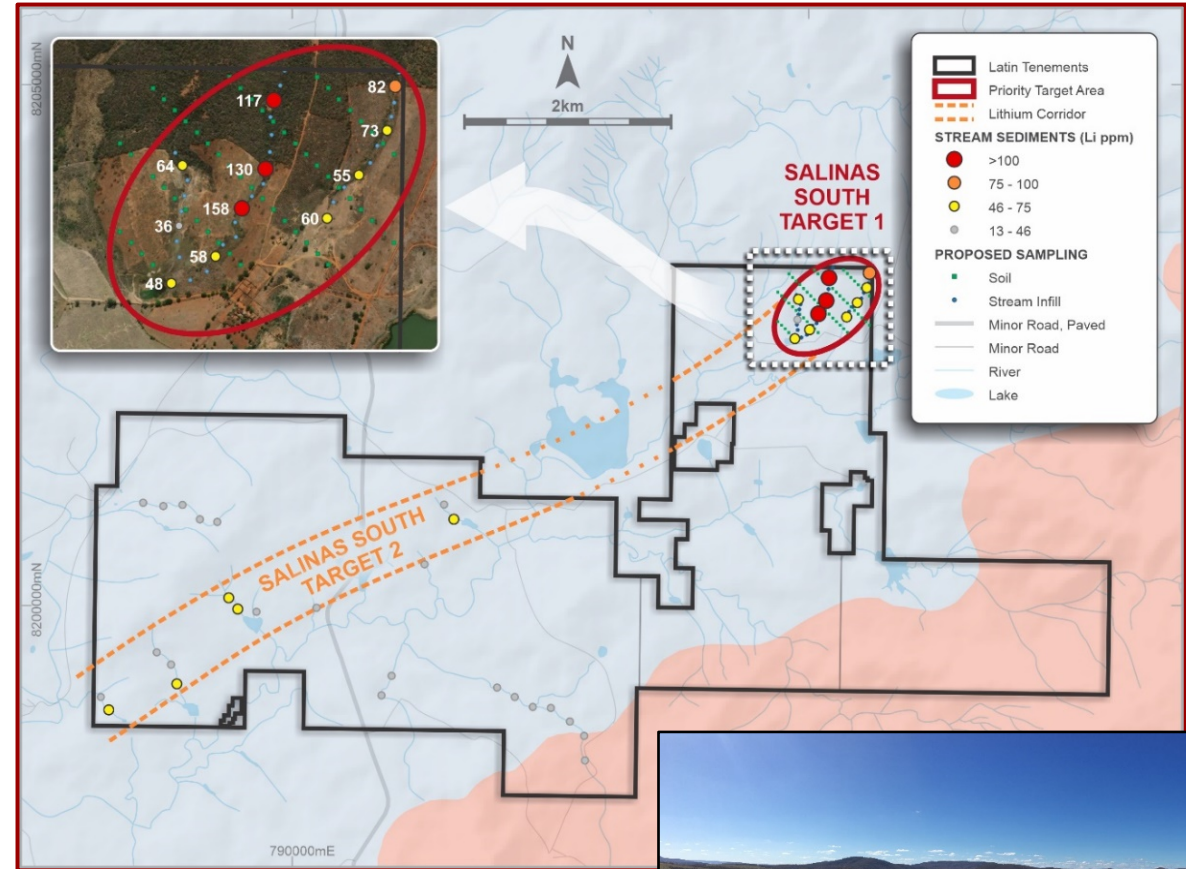 117
82
73
64
130
55
158
36
60
58
48
N
2km
SALINAS
SOUTH
TARGET 1
Latin Tenements
Priority Target Area
Lithium Corridor
STREAM SEDIMENTS (Li ppm)
>100
75 - 100
46 - 75
13 - 46
PROPOSED SAMPLING
Soil
Stream Infill
Minor Road, Paved
Minor Road
River
Lake
8205000mN
SALINAS SOUTH
TARGET 2
8200000mN
790000mE